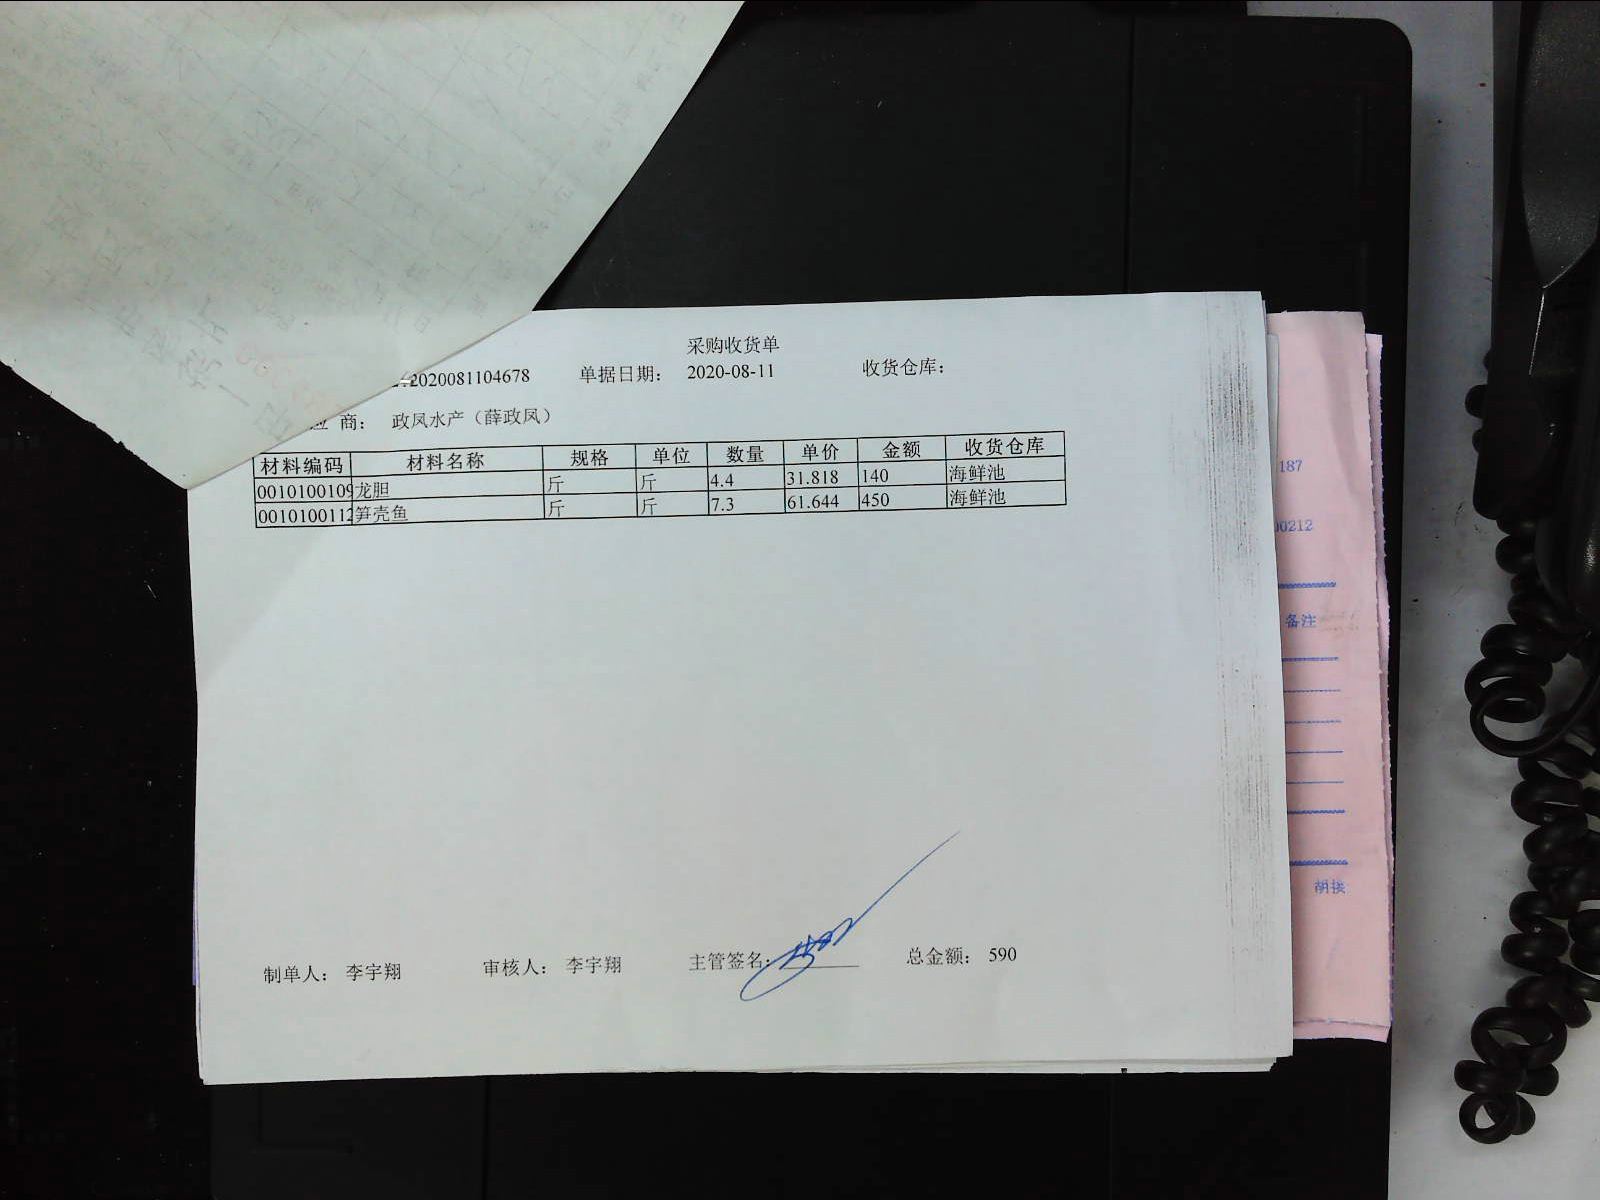 采购收货单
2020081104678 单据日期： 2020-08-11 收货仓库：
应 商： 政凤水产（薛政凤）
材料编码 材料名称 规格 单位 数量 单价 金额 收货仓库
0010100109 龙胆 斤 斤 4.4 31.818 140 海鲜池
0010100112 笋壳鱼 斤 斤 7.3 61.644 450 海鲜池
制单人： 李宇翔 审核人： 李宇翔 主管签名： 总金额： 590
187
00212
备注
胡接